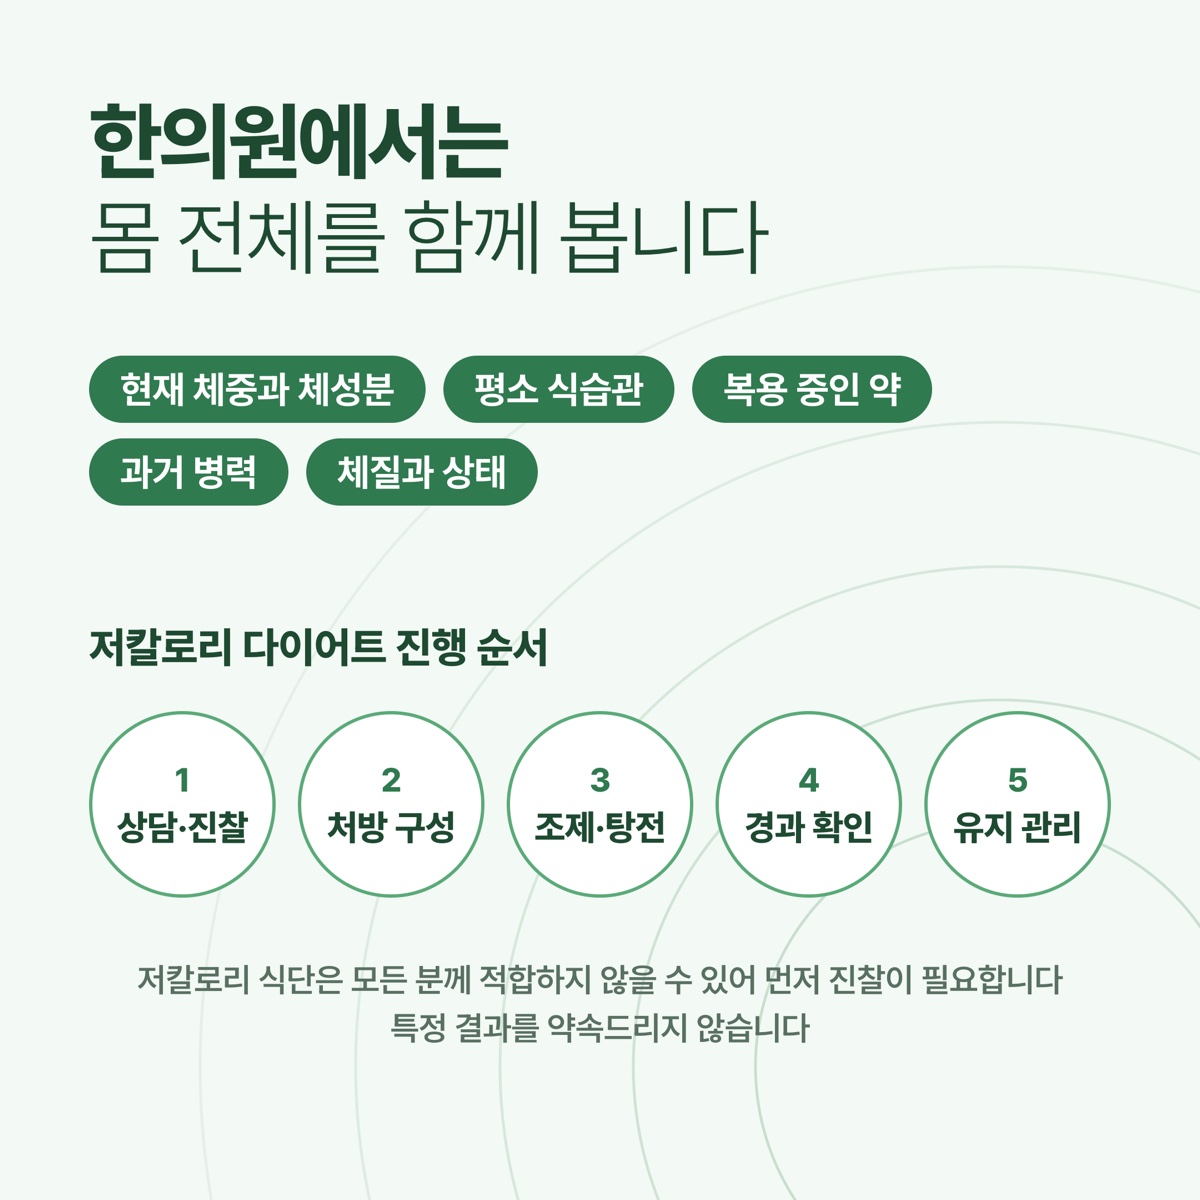 한의원에서는
몸 전체를 함께 봅니다
현재 체중과 체성분
평소 식습관
복용 중인 약
과거 병력
체질과 상태
저칼로리 다이어트 진행 순서
1
상담·진찰
2
처방 구성
3
조제·탕전
4
경과 확인
5
유지 관리
저칼로리 식단은 모든 분께 적합하지 않을 수 있어 먼저 진찰이 필요합니다
특정 결과를 약속드리지 않습니다